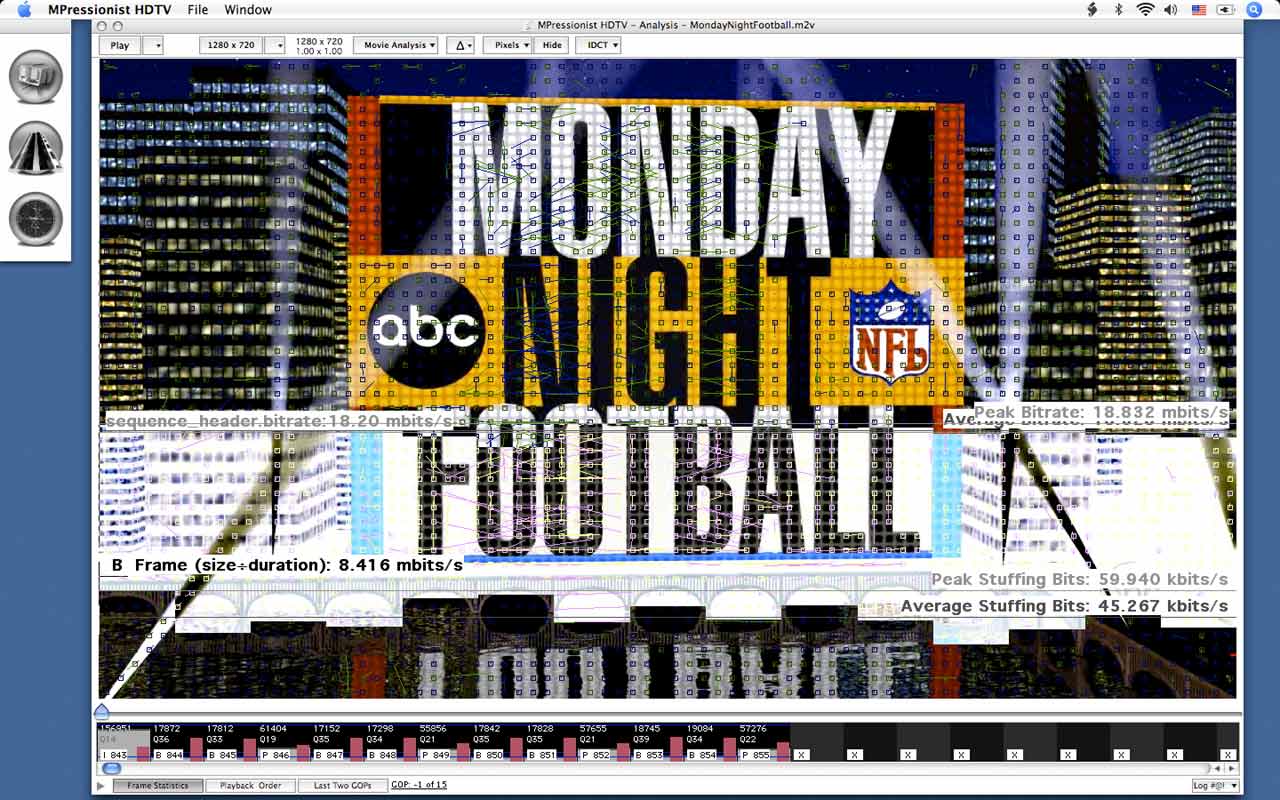 MPressionist HDTV File Window
MPressionist HDTV – Analysis – MondayNightFootball.m2v
Play 1280 x 720 1280 x 720 Movie Analysis Δ Pixels Hide IDCT
1.00 x 1.00
MONDAY
NIGHT
abc
NFL
FOOTBALL
sequence_header.bitrate:18.20 mbits/s
Peak Bitrate: 18.832 mbits/s
B Frame (size÷duration): 8.416 mbits/s
Peak Stuffing Bits: 59.940 kbits/s
Average Stuffing Bits: 45.267 kbits/s
156951 17872 17812 61404 17152 17298 55856 17842 17828 57655 18745 19084 57276
Q14 Q36 Q33 Q19 Q35 Q35 Q21 Q35 Q35 Q21 Q34 Q34 Q22
I 843 B 844 B 845 P 846 B 847 B 848 P 849 B 850 B 851 P 852 B 853 B 854 P 855 X X X X X X X X X
Frame Statistics Playback Order Last Two GOPs GOP: -1 of 15 Log #@!